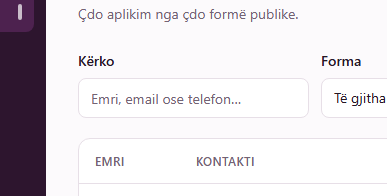 Çdo aplikim nga çdo formë publike.
Kërko
Forma
Emri, email ose telefon...
Të gjitha
EMRI
KONTAKTI